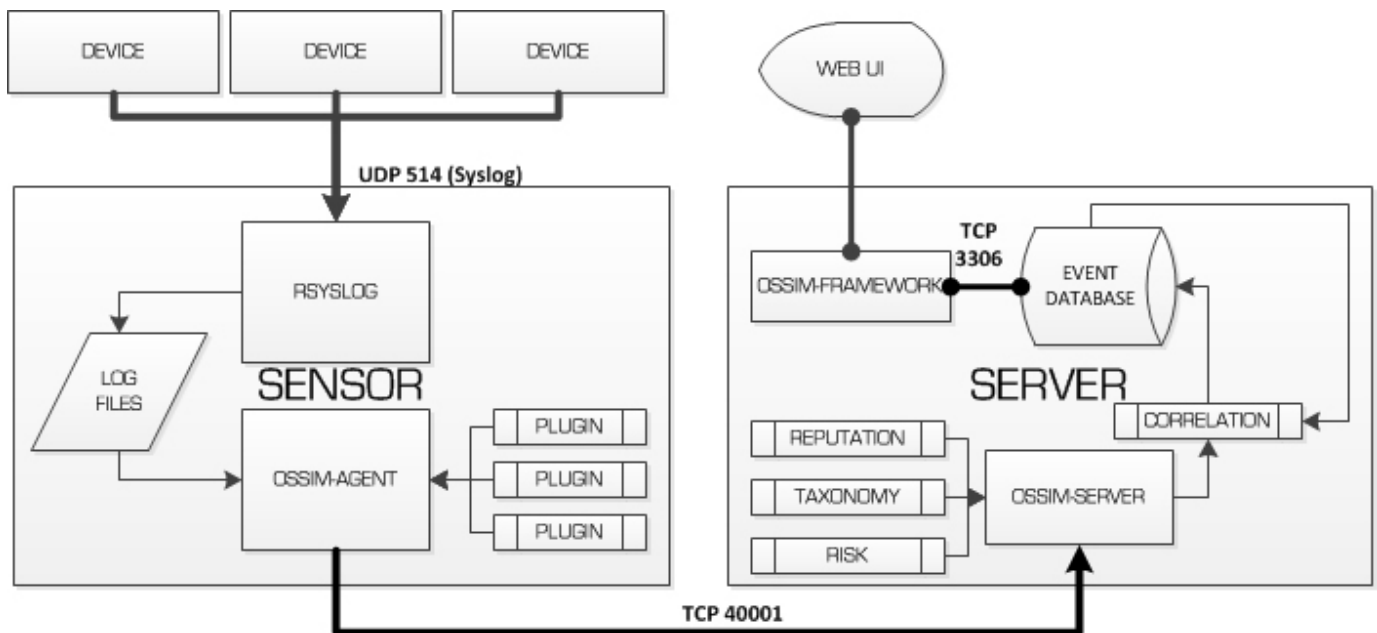 DEVICE
DEVICE
DEVICE
WEB UI
UDP 514 (Syslog)
RSYSLOG
LOG
FILES
SENSOR
OSSIM-AGENT
PLUGIN
PLUGIN
PLUGIN
OSSIM-FRAMEWORK
TCP
3306
EVENT
DATABASE
SERVER
CORRELATION
REPUTATION
TAXONOMY
RISK
OSSIM-SERVER
TCP 40001